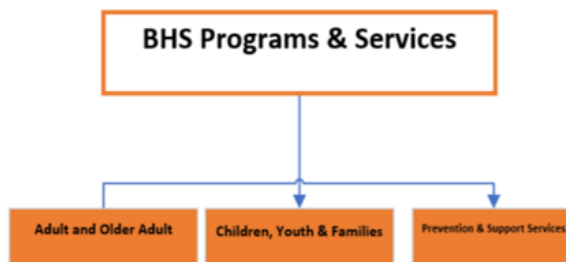 BHS Programs & Services
Adult and Older Adult
Children, Youth & Families
Prevention & Support Services